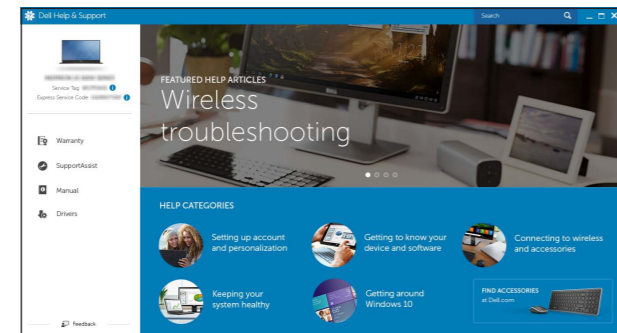 Dell Help & Support
Search
Service Tag:
Express Service Code:
Warranty
SupportAssist
Manual
Drivers
Feedback
FEATURED HELP ARTICLES
Wireless
troubleshooting
HELP CATEGORIES
Setting up account
and personalization
Getting to know your
device and software
Connecting to wireless
and accessories
Keeping your
system healthy
Getting around
Windows 10
FIND ACCESSORIES
at Dell.com